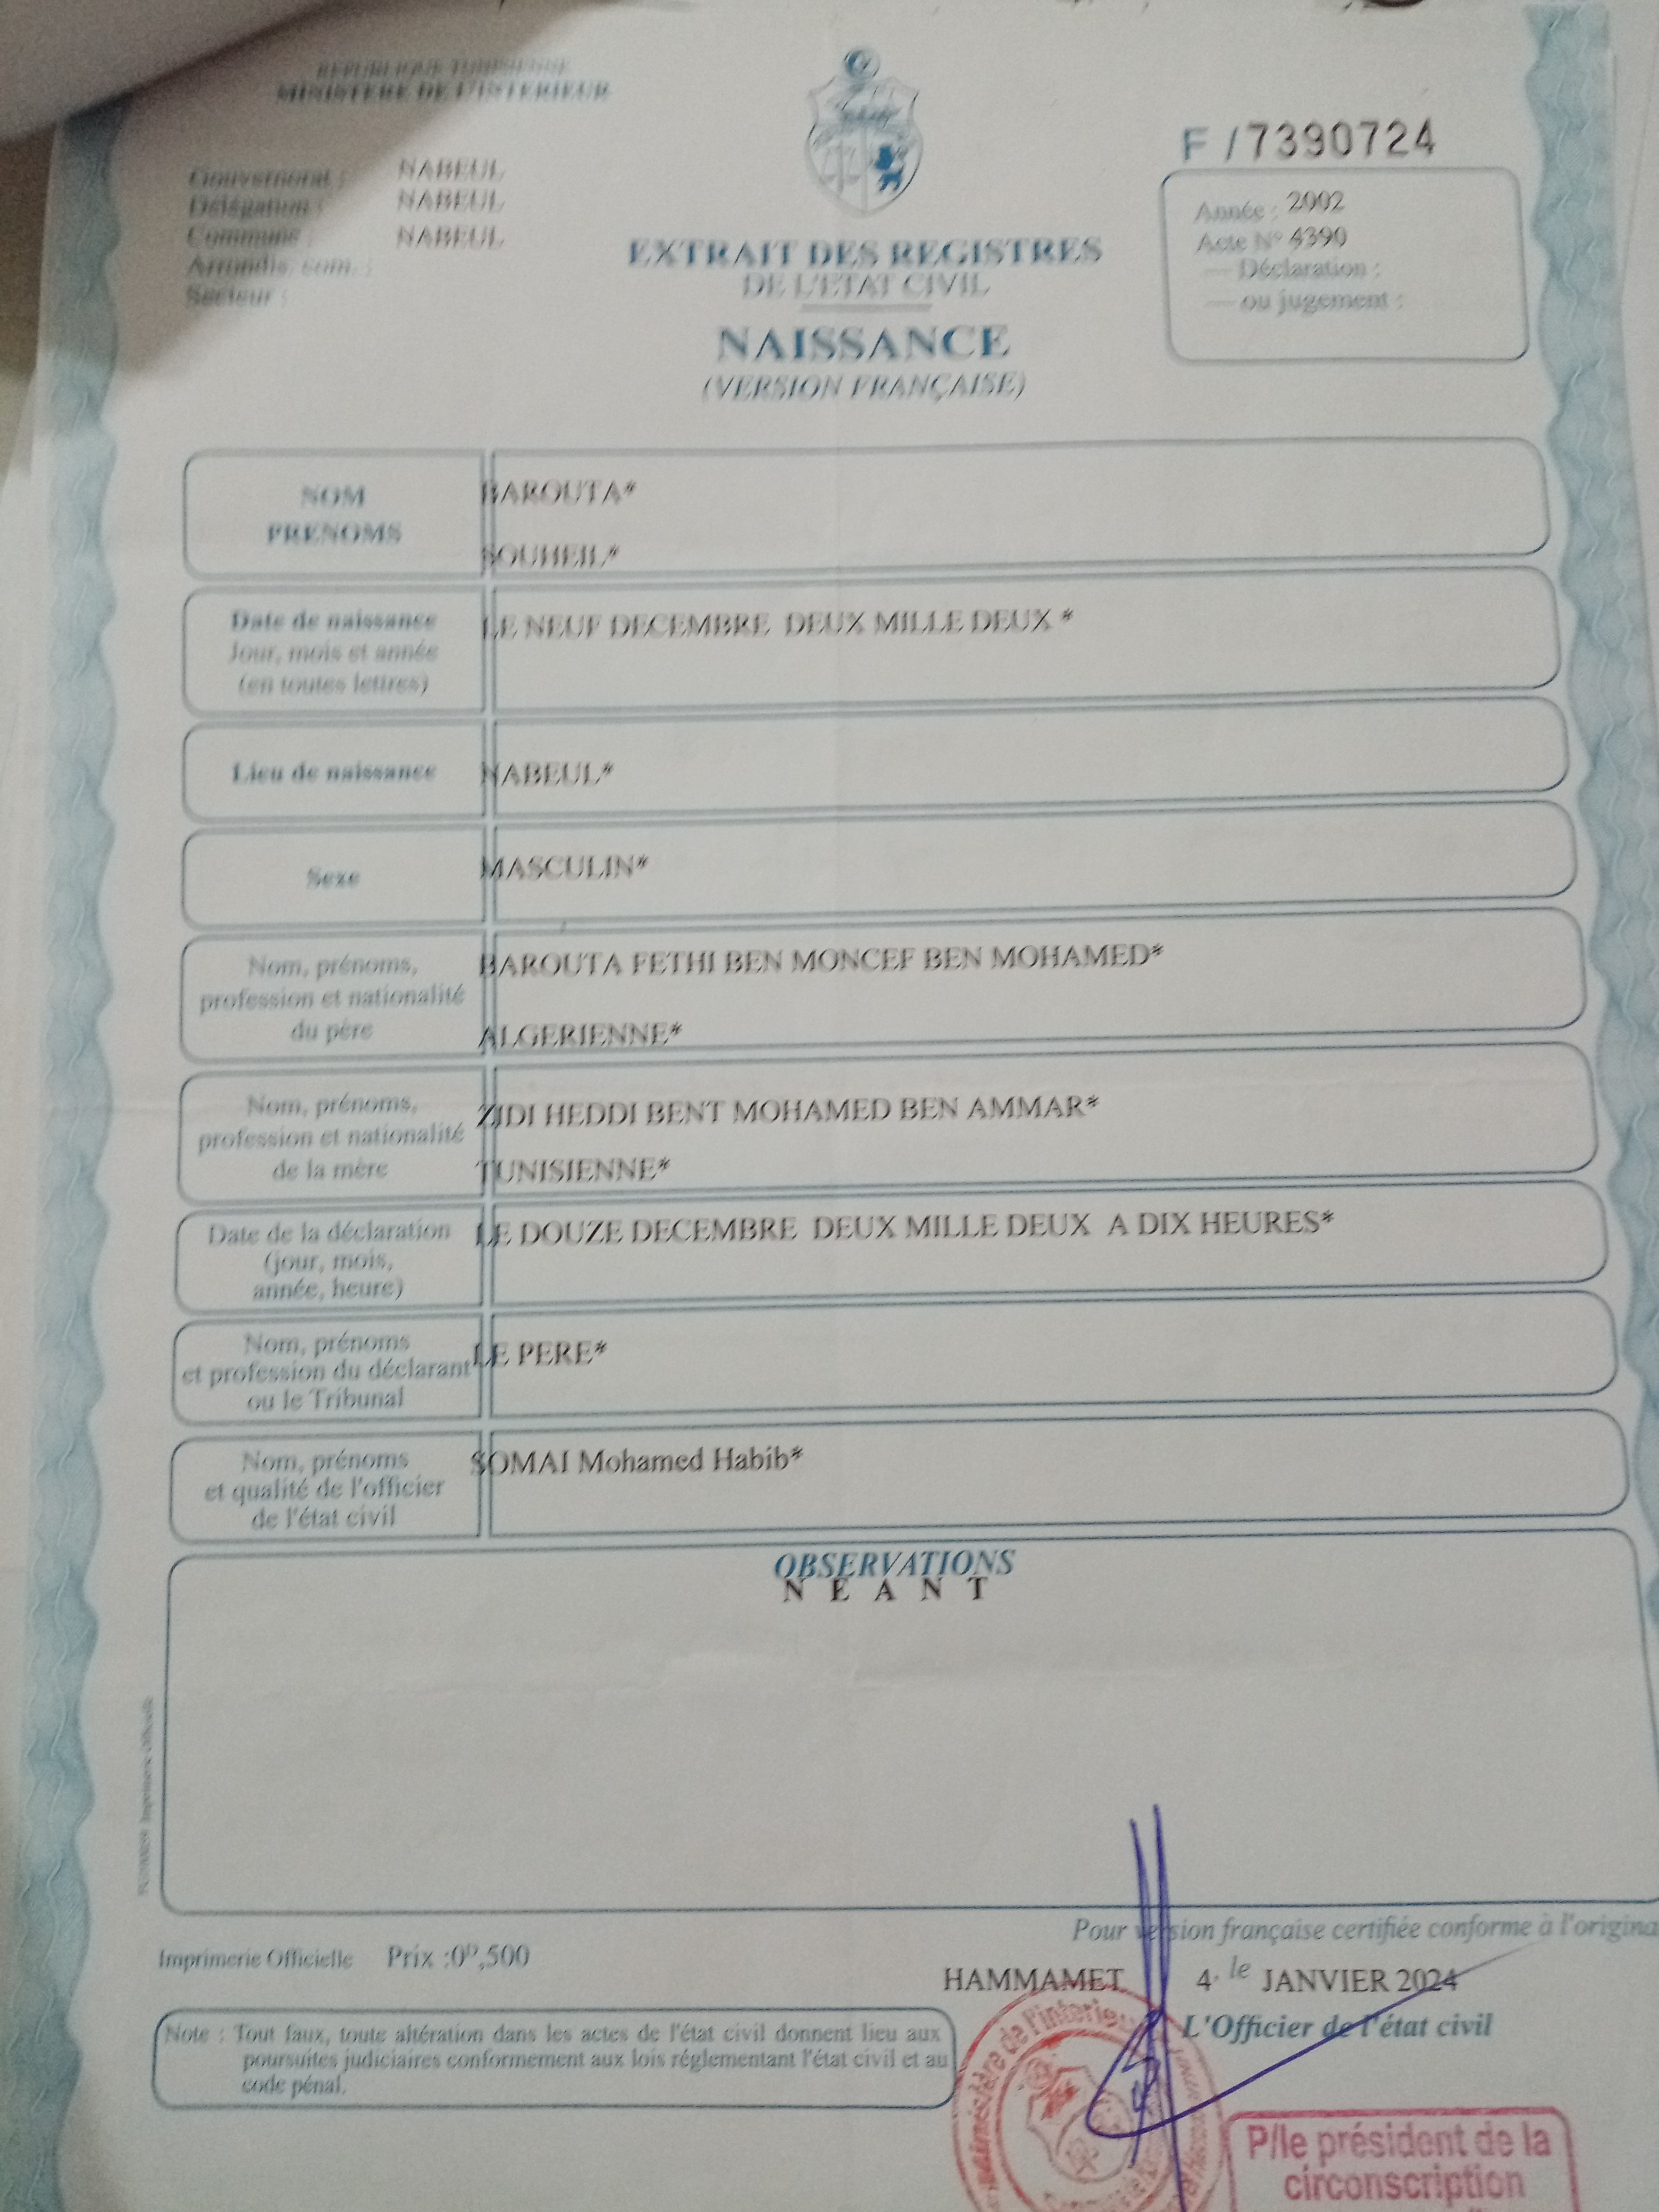 REPUBLIQUE TUNISIENNE
MINISTERE DE L'INTERIEUR
Gouvernorat : NABEUL
Délégation : NABEUL
Commune : NABEUL
Arrondis. com. :
Secteur :
F / 7390724
Année : 2002
Acte N° 4390
— Déclaration :
— ou jugement :
EXTRAIT DES REGISTRES
DE L'ETAT CIVIL
NAISSANCE
(VERSION FRANÇAISE)
NOM
PRENOMS
BAROUTA*
SOUHEIL*
Date de naissance
Jour, mois et année
(en toutes lettres)
LE NEUF DECEMBRE DEUX MILLE DEUX *
Lieu de naissance
NABEUL*
Sexe
MASCULIN*
Nom, prénoms,
profession et nationalité
du père
BAROUTA FETHI BEN MONCEF BEN MOHAMED*
ALGERIENNE*
Nom, prénoms,
profession et nationalité
de la mère
ZIDI HEDDI BENT MOHAMED BEN AMMAR*
TUNISIENNE*
Date de la déclaration
(jour, mois,
année, heure)
LE DOUZE DECEMBRE DEUX MILLE DEUX A DIX HEURES*
Nom, prénoms
et profession du déclarant
ou le Tribunal
LE PERE*
Nom, prénoms
et qualité de l'officier
de l'état civil
SOMAI Mohamed Habib*
OBSERVATIONS
N E A N T
Imprimerie Officielle
Pour version française certifiée conforme à l'origina
Imprimerie Officielle Prix :0ᴰ,500
HAMMAMET 4, le JANVIER 2024
L'Officier de l'état civil
Note : Tout faux, toute altération dans les actes de l'état civil donnent lieu aux
poursuites judiciaires conformement aux lois réglementant l'état civil et au
code pénal.
Ministère de l'interieu
P/le président de la
circonscription